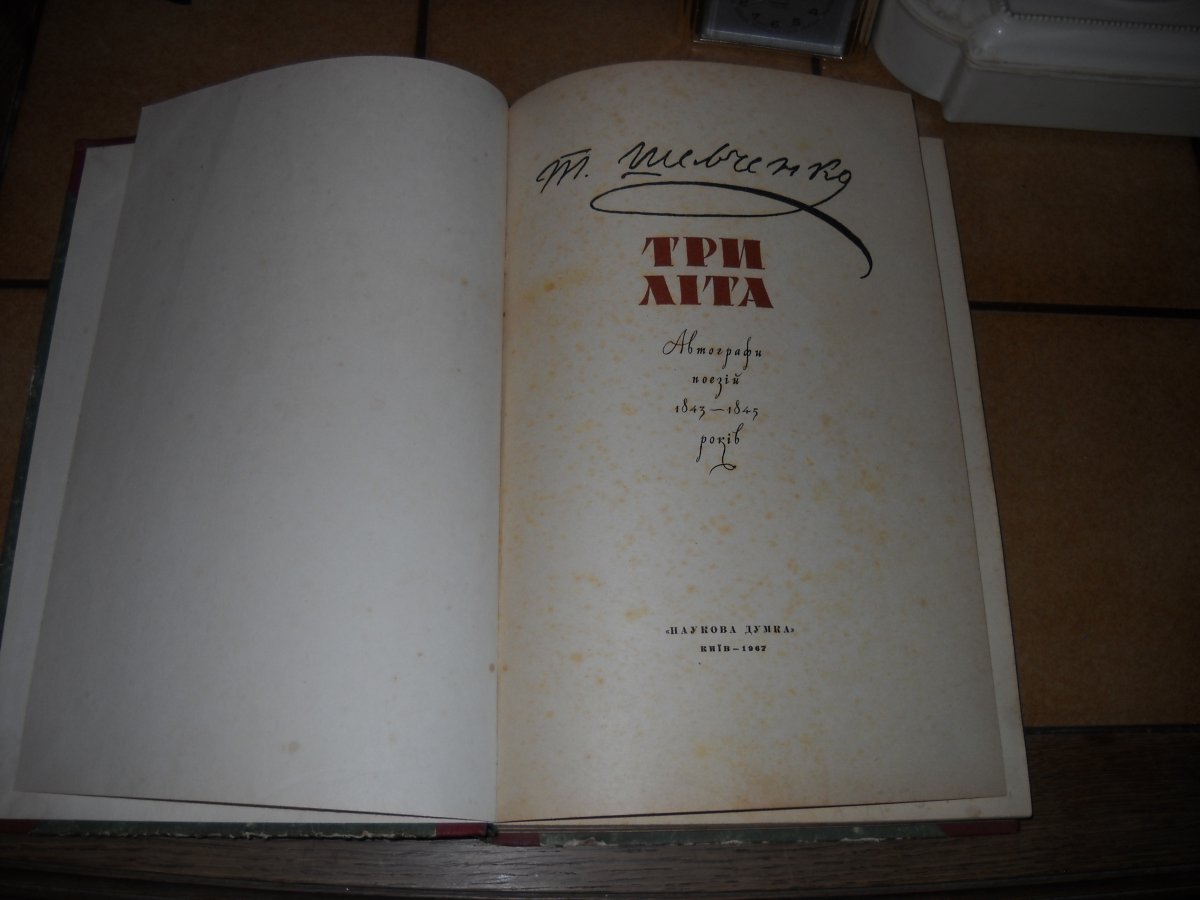 Т. Шевченко
ТРИ
ЛІТА
Автографи
поезій
1843—1845
років
«НАУКОВА ДУМКА»
КИЇВ—1967